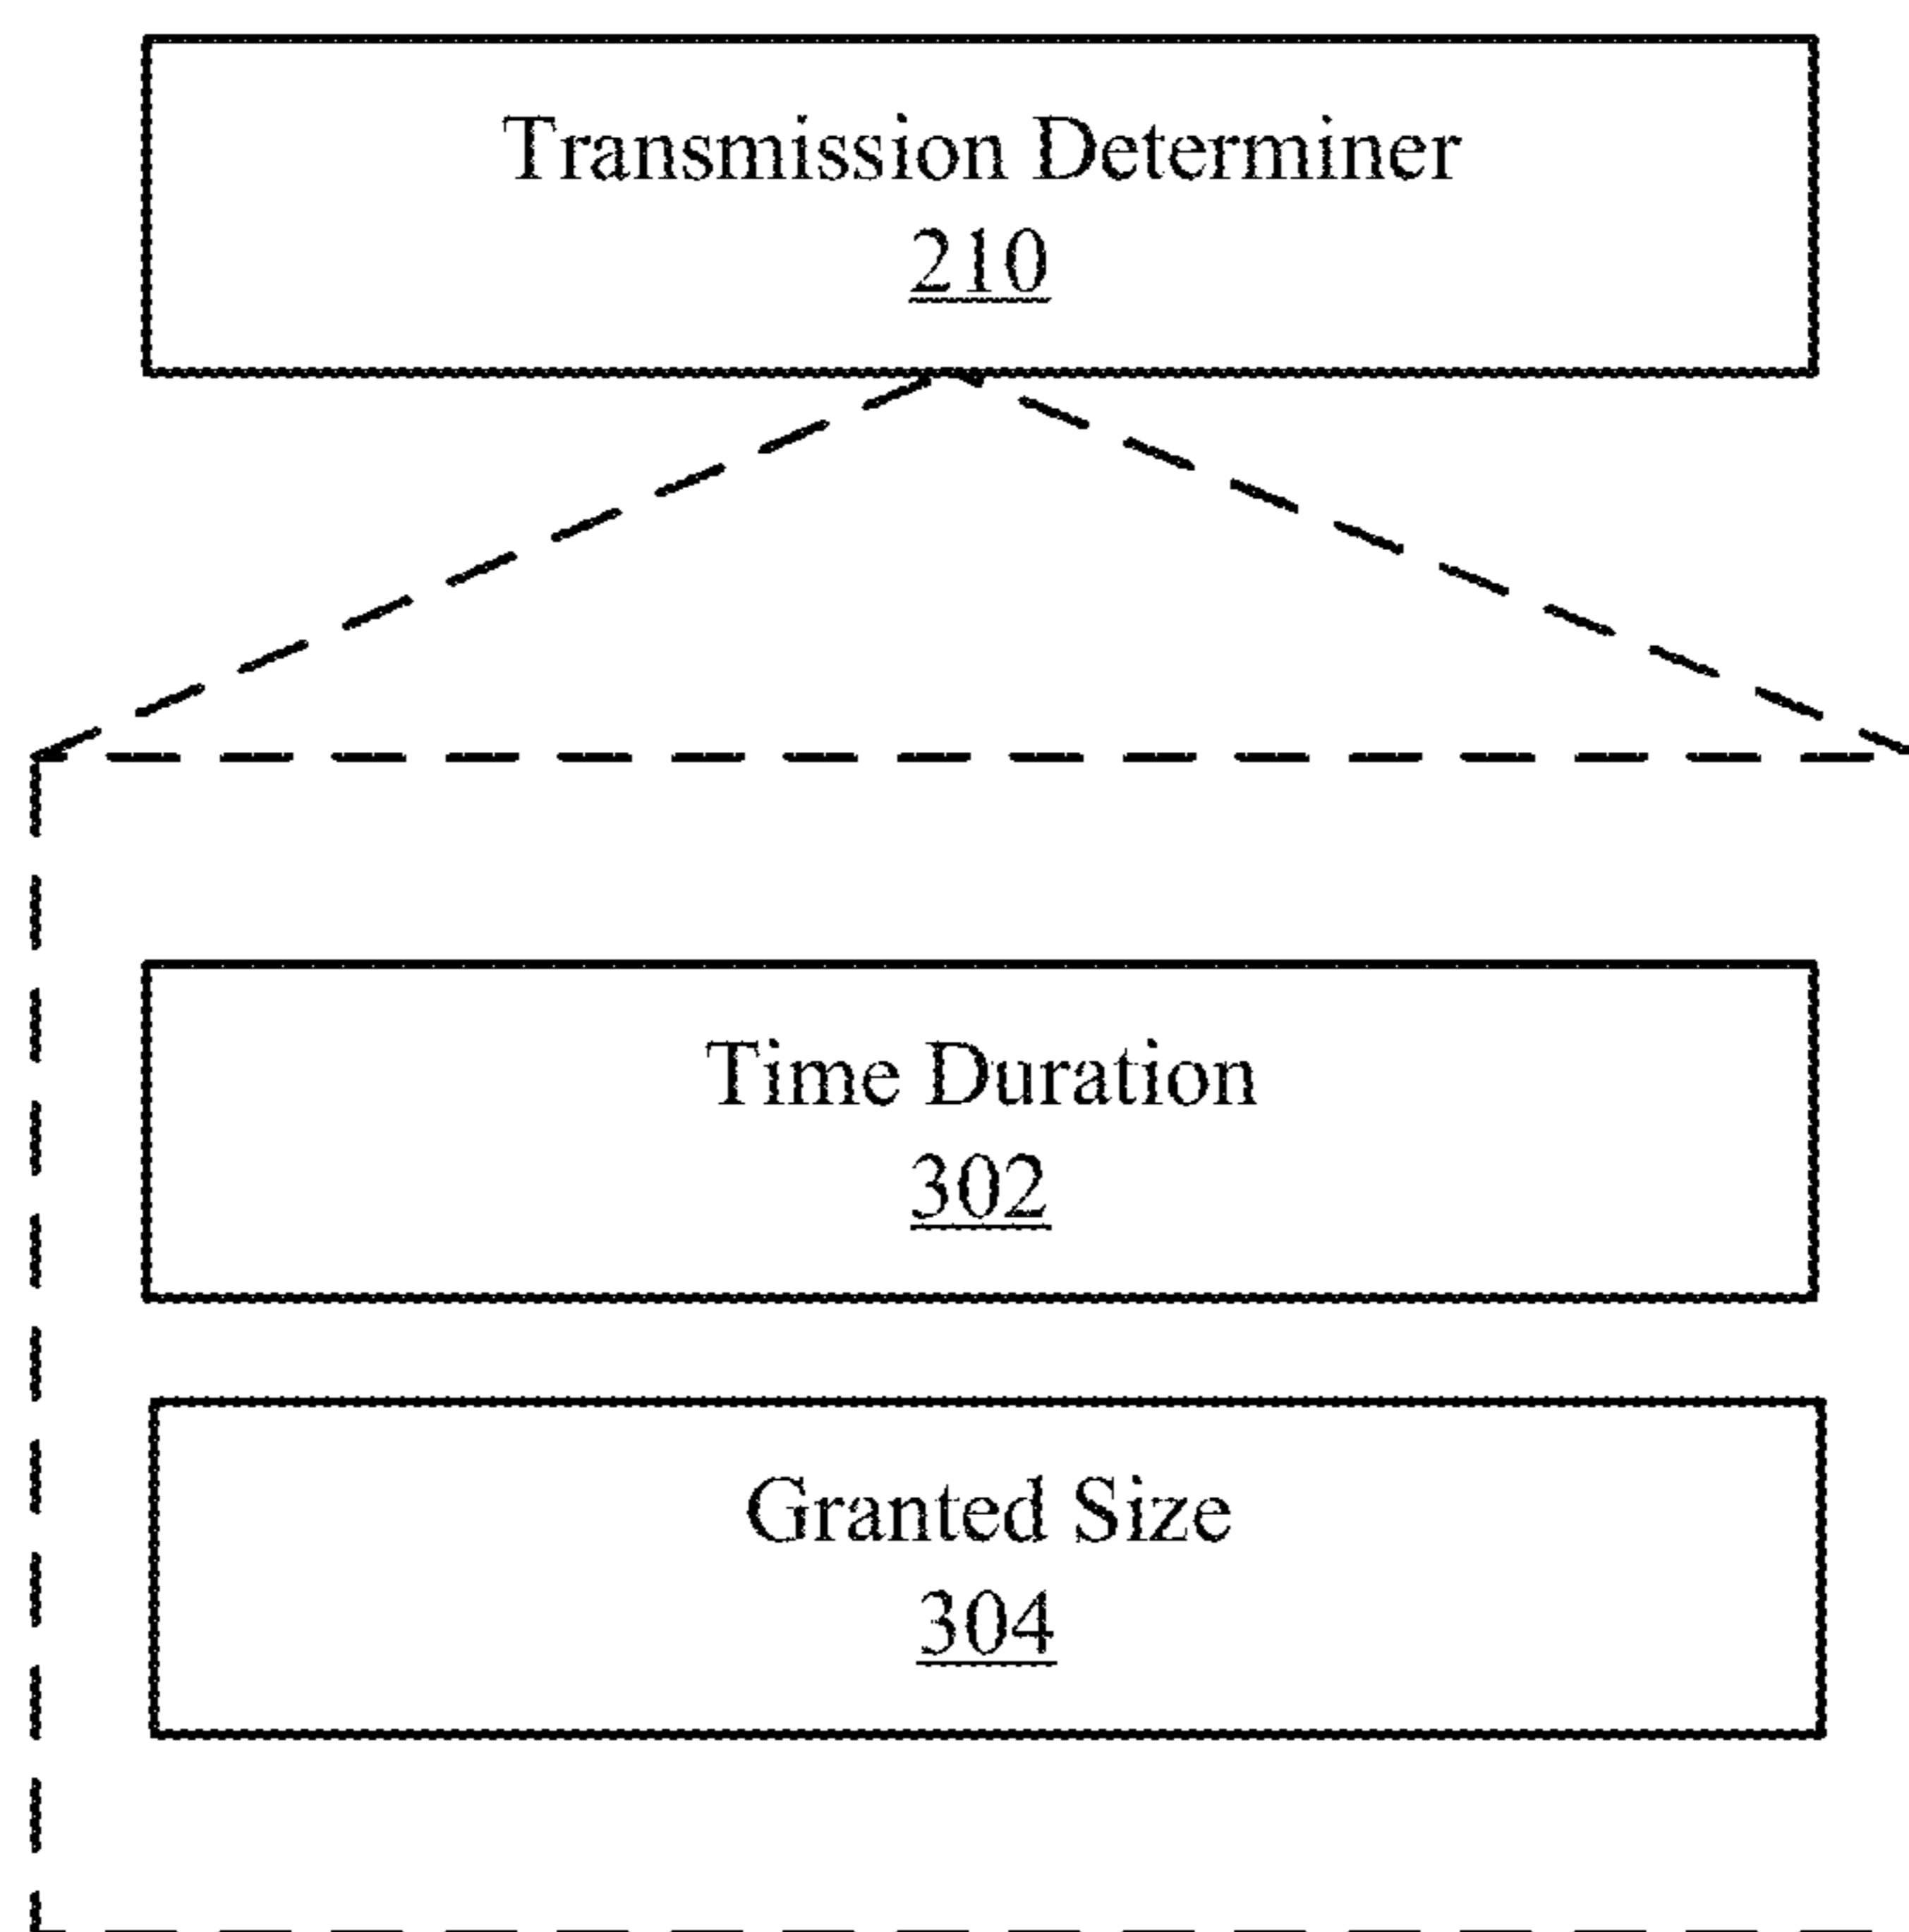 Transmission Determiner
210
Time Duration
302
Granted Size
304